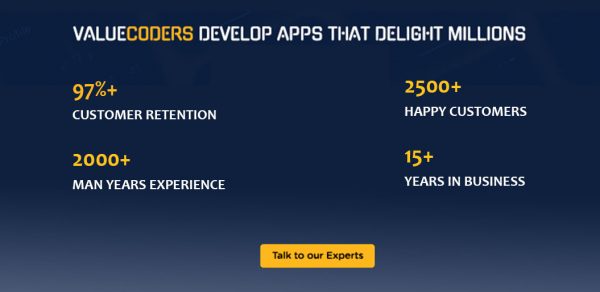 VALUECODERS DEVELOP APPS THAT DELIGHT MILLIONS
97%+
CUSTOMER RETENTION
2500+
HAPPY CUSTOMERS
2000+
MAN YEARS EXPERIENCE
15+
YEARS IN BUSINESS
Talk to our Experts